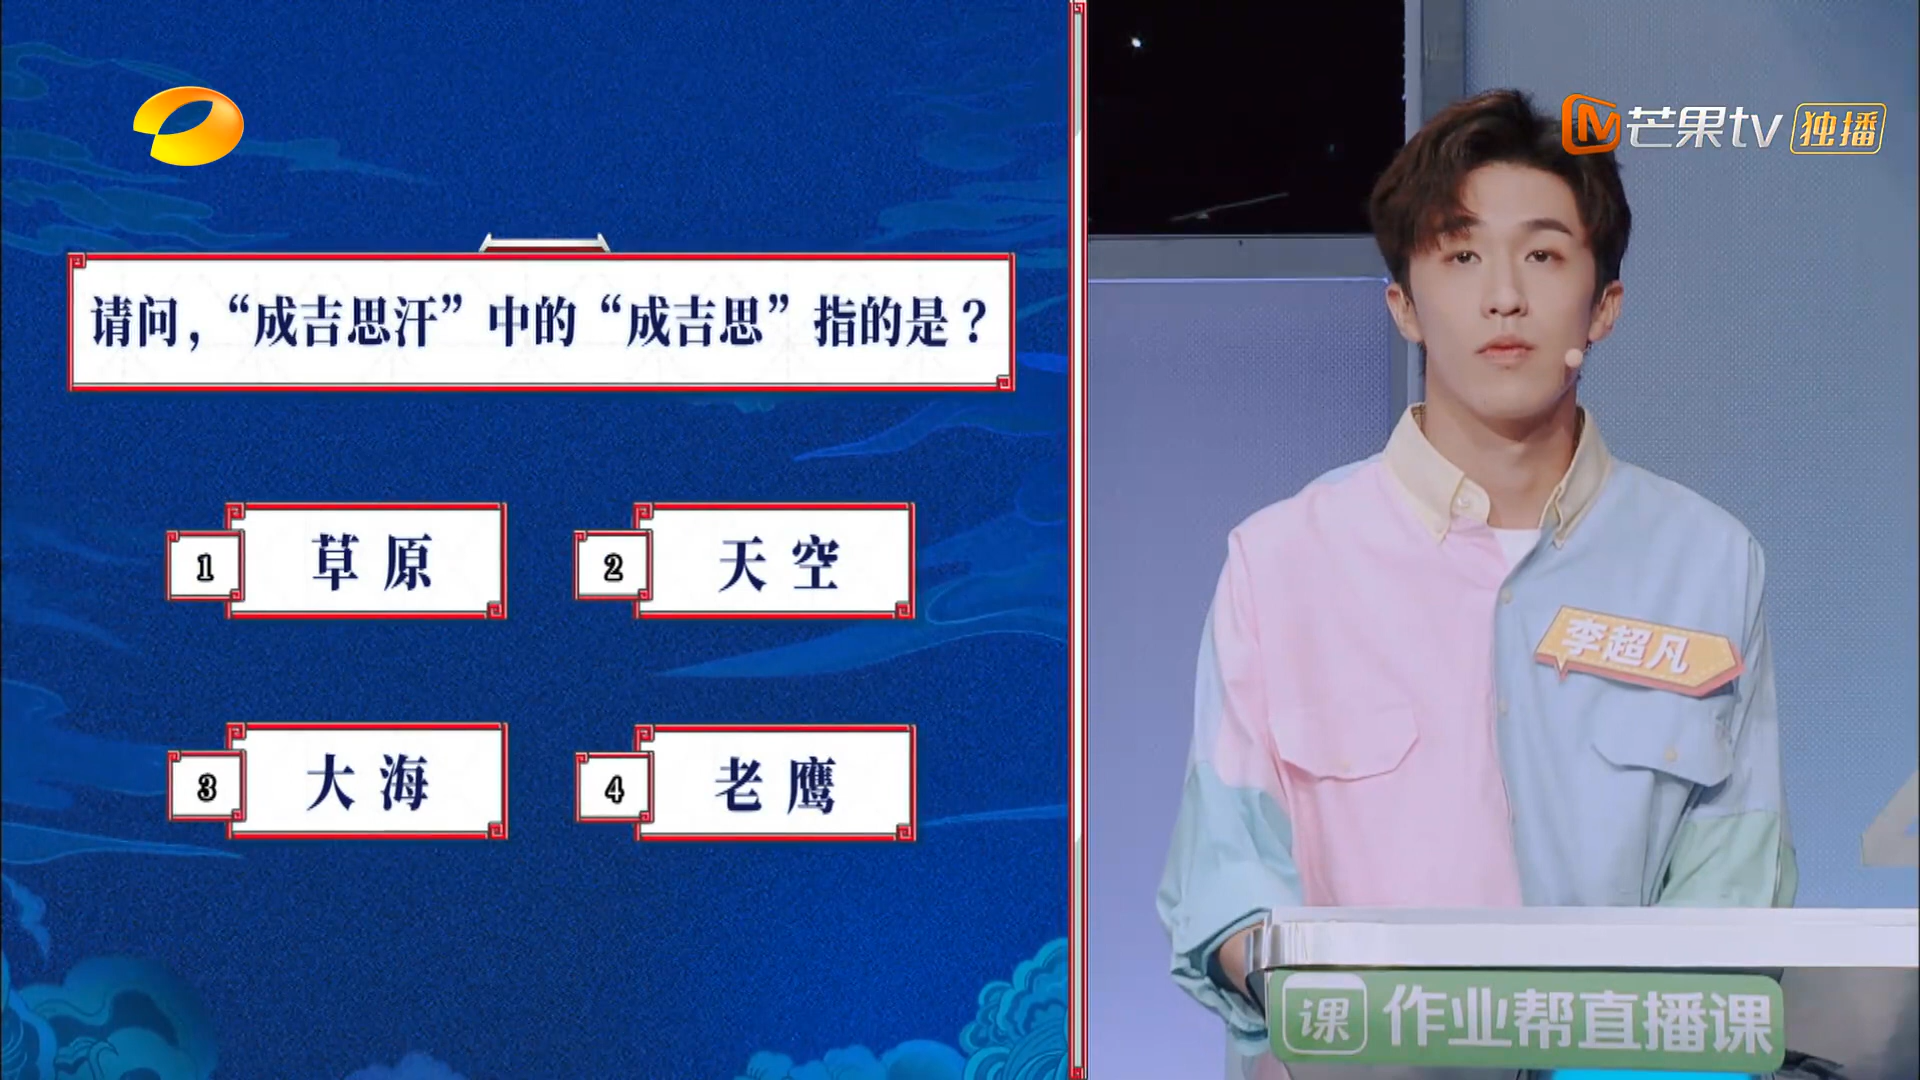 芒果tv 独播
请问，“成吉思汗”中的“成吉思”指的是？
1 草原
2 天空
3 大海
4 老鹰
李超凡
课 作业帮直播课